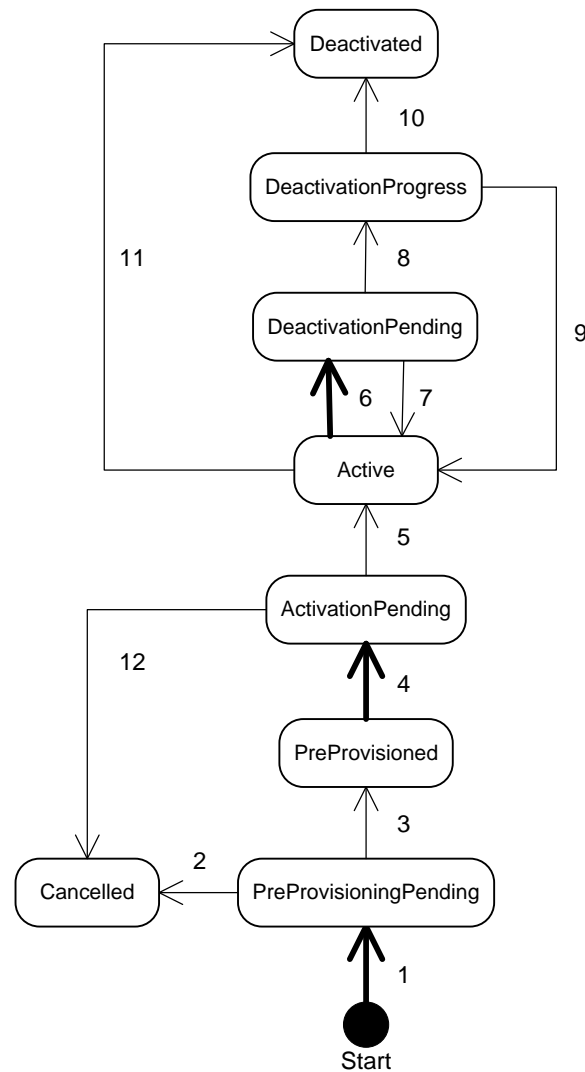 Deactivated
10
DeactivationProgress
11
8
DeactivationPending
9
6
7
Active
5
ActivationPending
12
4
PreProvisioned
3
2
Cancelled
PreProvisioningPending
1
Start